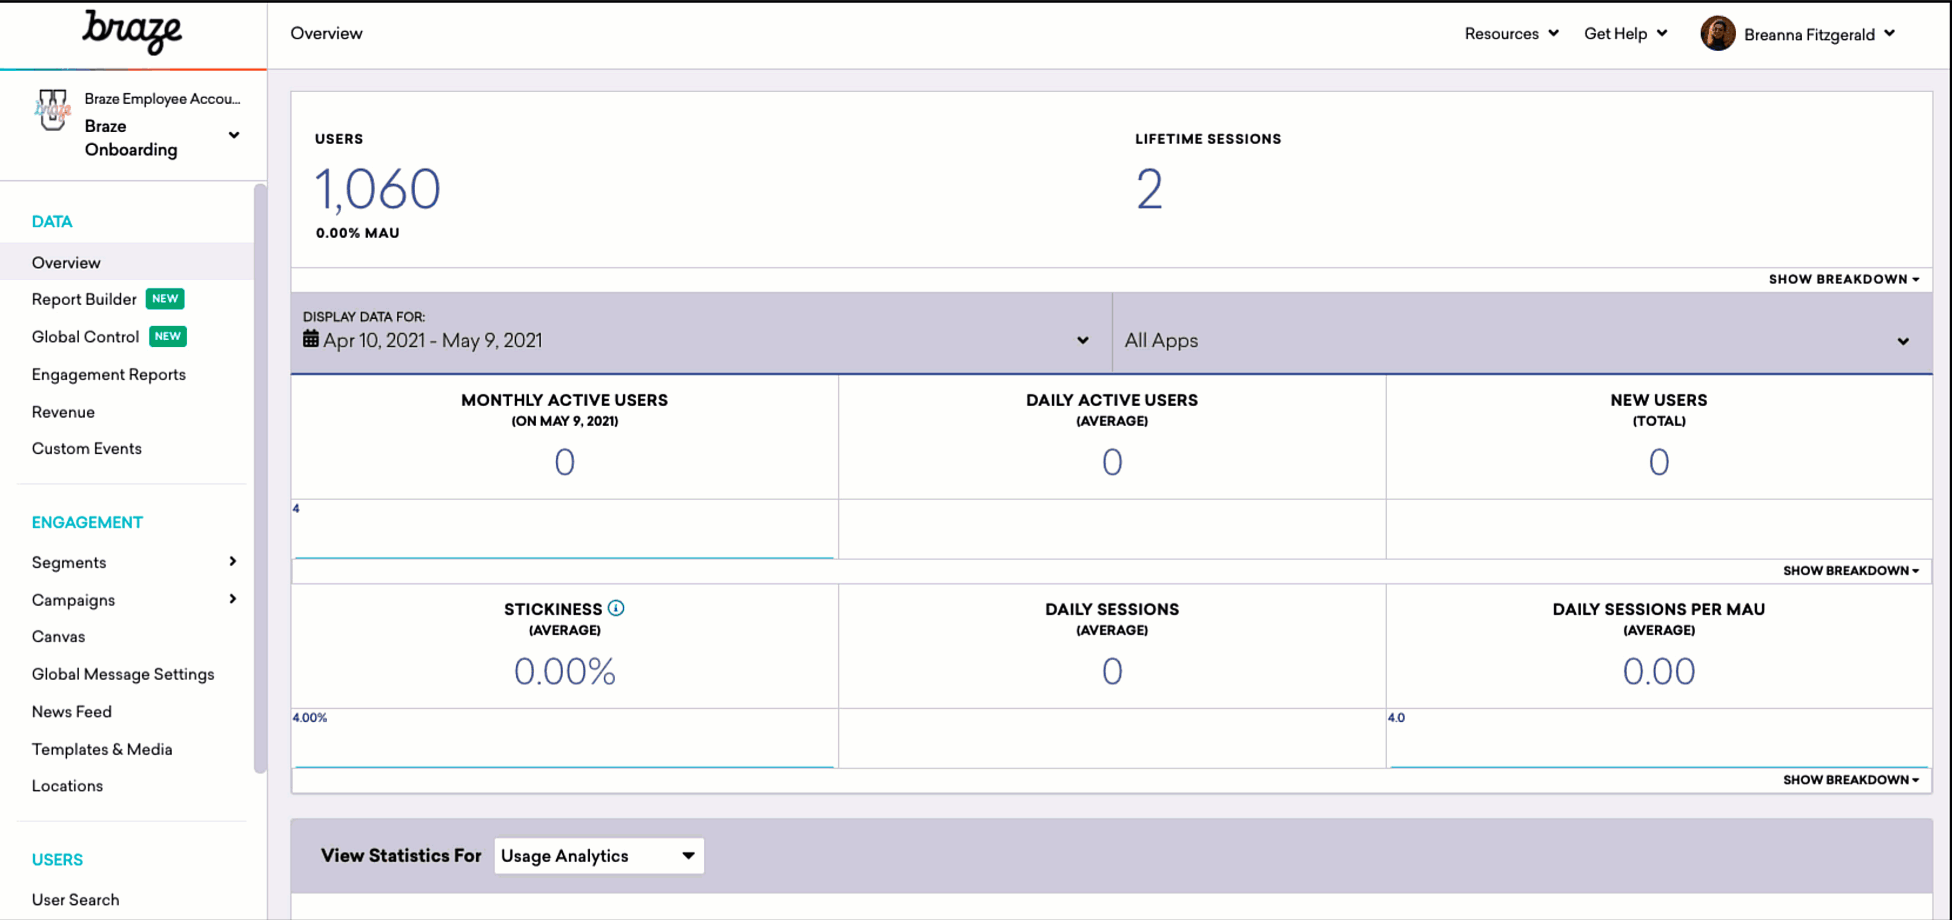 braze
Overview
Resources
Get Help
Breanna Fitzgerald
Braze Employee Accou...
Braze
Onboarding
DATA
Overview
Report Builder NEW
Global Control NEW
Engagement Reports
Revenue
Custom Events
ENGAGEMENT
Segments
Campaigns
Canvas
Global Message Settings
News Feed
Templates & Media
Locations
USERS
User Search
USERS
1,060
0.00% MAU
LIFETIME SESSIONS
2
SHOW BREAKDOWN
DISPLAY DATA FOR:
Apr 10, 2021 - May 9, 2021
All Apps
MONTHLY ACTIVE USERS
(ON MAY 9, 2021)
0
4
DAILY ACTIVE USERS
(AVERAGE)
0
NEW USERS
(TOTAL)
0
SHOW BREAKDOWN
STICKINESS
(AVERAGE)
0.00%
4.00%
DAILY SESSIONS
(AVERAGE)
0
DAILY SESSIONS PER MAU
(AVERAGE)
0.00
4.0
SHOW BREAKDOWN
View Statistics For Usage Analytics